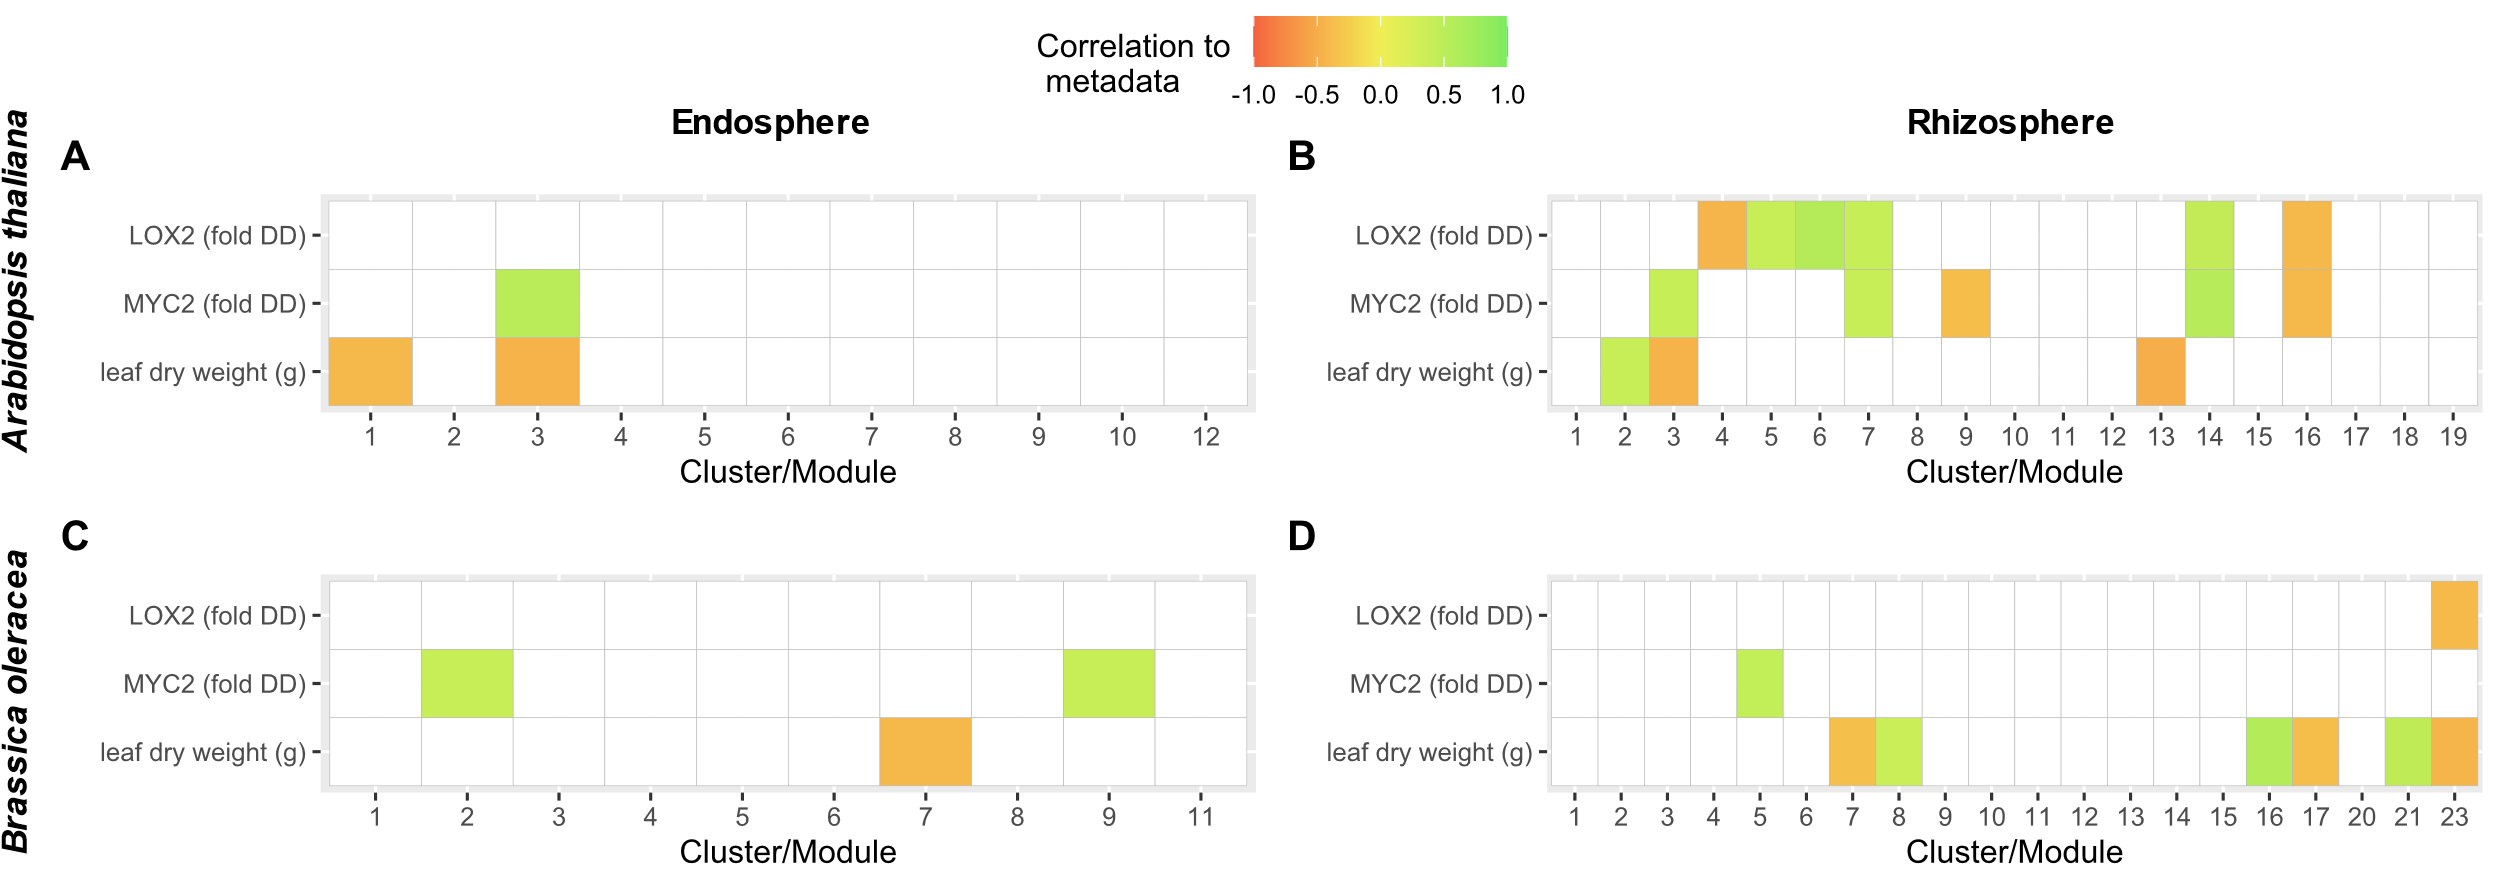 Correlation to
metadata
-1.0 -0.5 0.0 0.5 1.0
Endosphere
Rhizosphere
Arabidopsis thaliana
A
LOX2 (fold DD)
MYC2 (fold DD)
leaf dry weight (g)
1 2 3 4 5 6 7 8 9 10 12
Cluster/Module
B
LOX2 (fold DD)
MYC2 (fold DD)
leaf dry weight (g)
1 2 3 4 5 6 7 8 9 10 11 12 13 14 15 16 17 18 19
Cluster/Module
Brassica oleracea
C
LOX2 (fold DD)
MYC2 (fold DD)
leaf dry weight (g)
1 2 3 4 5 6 7 8 9 11
Cluster/Module
D
LOX2 (fold DD)
MYC2 (fold DD)
leaf dry weight (g)
1 2 3 4 5 6 7 8 9 10 11 12 13 14 15 16 17 20 21 23
Cluster/Module